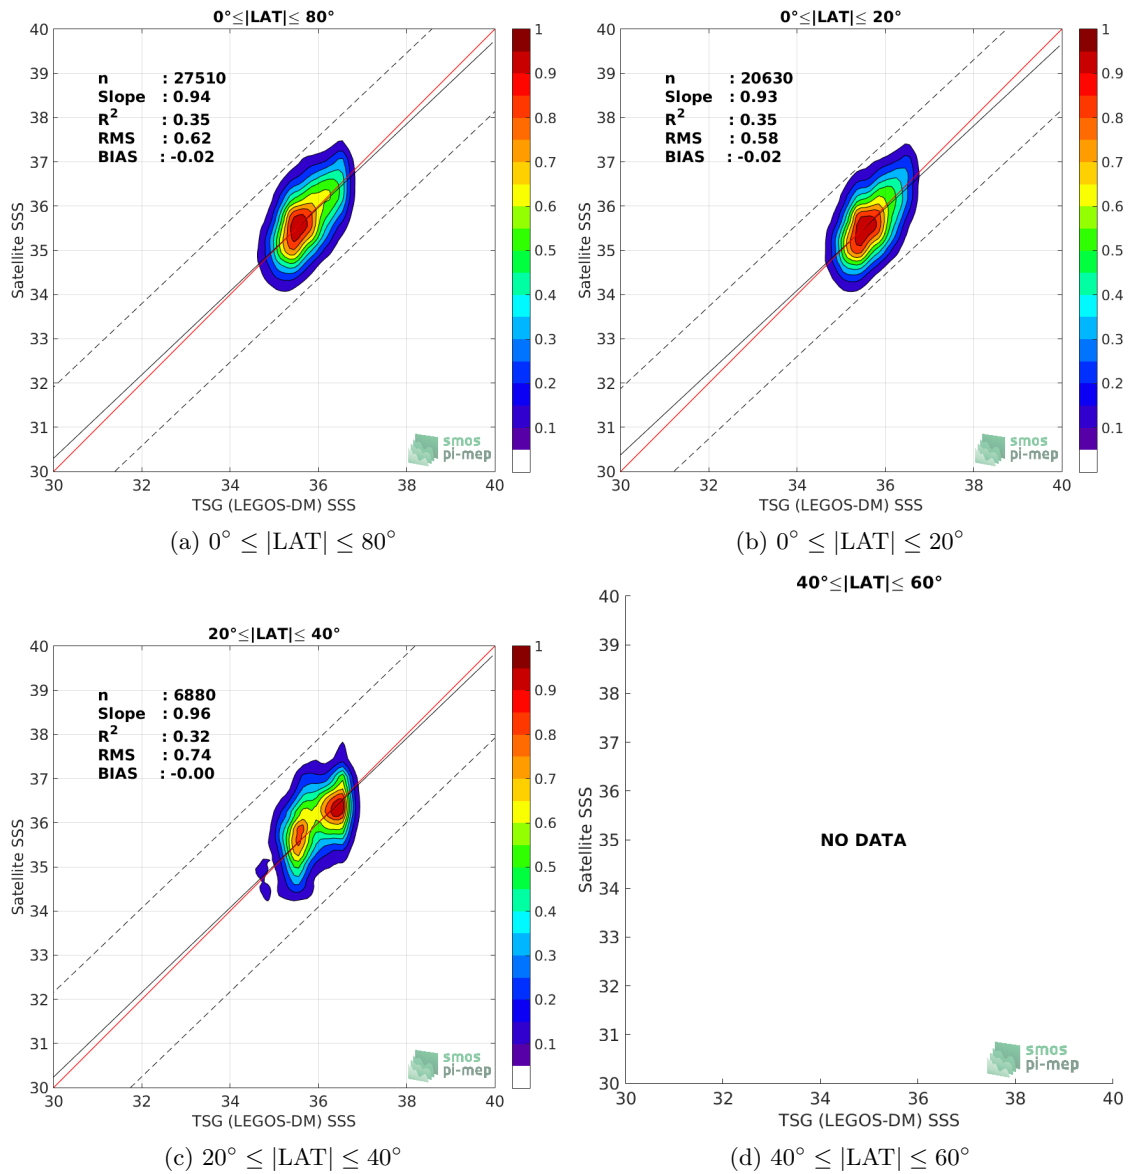 0°≤|LAT|≤ 80°
40
39
38
37
36
35
34
33
32
31
30
Satellite SSS
n : 27510
Slope : 0.94
R2 : 0.35
RMS : 0.62
BIAS : -0.02
smos
pi-mep
30 32 34 36 38 40
TSG (LEGOS-DM) SSS
1
0.9
0.8
0.7
0.6
0.5
0.4
0.3
0.2
0.1
(a) 0° ≤ |LAT| ≤ 80°
0°≤|LAT|≤ 20°
40
39
38
37
36
35
34
33
32
31
30
Satellite SSS
n : 20630
Slope : 0.93
R2 : 0.35
RMS : 0.58
BIAS : -0.02
smos
pi-mep
30 32 34 36 38 40
TSG (LEGOS-DM) SSS
1
0.9
0.8
0.7
0.6
0.5
0.4
0.3
0.2
0.1
(b) 0° ≤ |LAT| ≤ 20°
20°≤|LAT|≤ 40°
40
39
38
37
36
35
34
33
32
31
30
Satellite SSS
n : 6880
Slope : 0.96
R2 : 0.32
RMS : 0.74
BIAS : -0.00
smos
pi-mep
30 32 34 36 38 40
TSG (LEGOS-DM) SSS
1
0.9
0.8
0.7
0.6
0.5
0.4
0.3
0.2
0.1
(c) 20° ≤ |LAT| ≤ 40°
40°≤|LAT|≤ 60°
40
39
38
37
36
35
34
33
32
31
30
Satellite SSS
NO DATA
smos
pi-mep
30 32 34 36 38 40
TSG (LEGOS-DM) SSS
(d) 40° ≤ |LAT| ≤ 60°